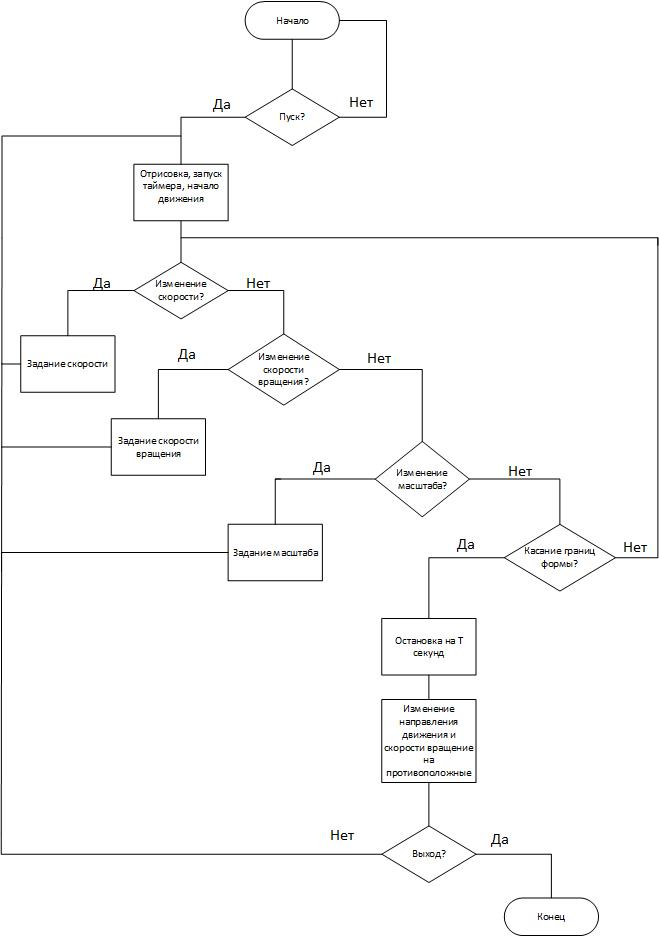 Начало
Да
Нет
Пуск?
Отрисовка, запуск
таймера, начало
движения
Да
Изменение
скорости?
Нет
Задание скорости
Да
Изменение
скорости
вращения?
Нет
Задание скорости
вращения
Да
Изменение
масштаба?
Нет
Задание масштаба
Да
Касание границ
формы?
Нет
Остановка на Т
секунд
Изменение
направления
движения и
скорости вращение
на
противоположные
Нет
Выход?
Да
Конец